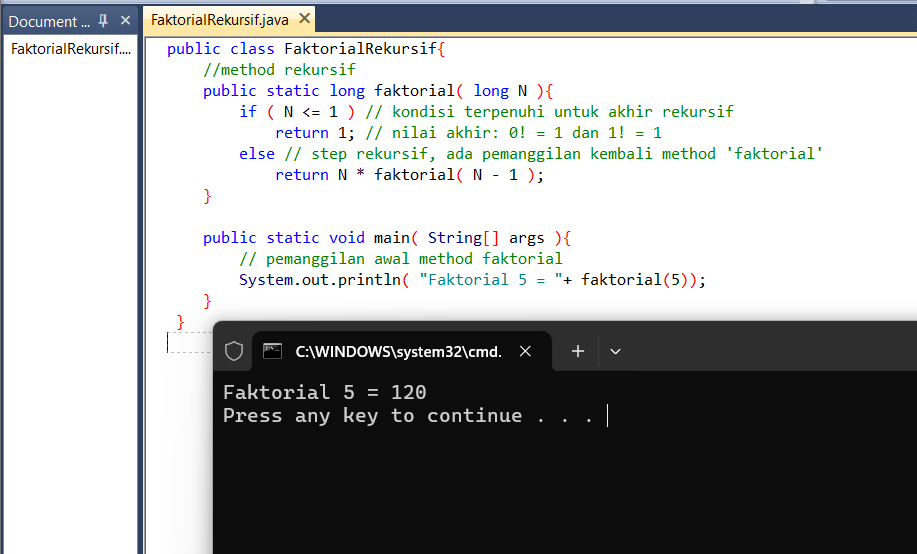 Document ...
FaktorialRekursif....
FaktorialRekursif.java
public class FaktorialRekursif{
//method rekursif
public static long faktorial( long N ){
if ( N <= 1 ) // kondisi terpenuhi untuk akhir rekursif
return 1; // nilai akhir: 0! = 1 dan 1! = 1
else // step rekursif, ada pemanggilan kembali method 'faktorial'
return N * faktorial( N - 1 );
}
public static void main( String[] args ){
// pemanggilan awal method faktorial
System.out.println( "Faktorial 5 = "+ faktorial(5));
}
}
C:\WINDOWS\system32\cmd.
Faktorial 5 = 120
Press any key to continue . . .